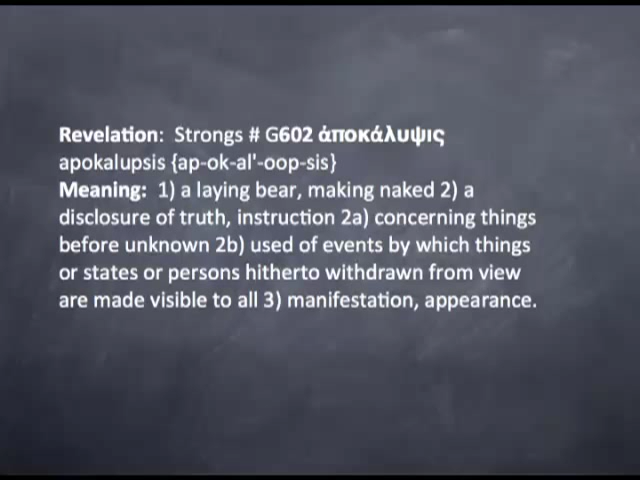 Revelation:  Strongs # G602 ἀποκάλυψις
apokalupsis {ap-ok-al'-oop-sis}
Meaning:  1) a laying bear, making naked 2) a
disclosure of truth, instruction 2a) concerning things
before unknown 2b) used of events by which things
or states or persons hitherto withdrawn from view
are made visible to all 3) manifestation, appearance.